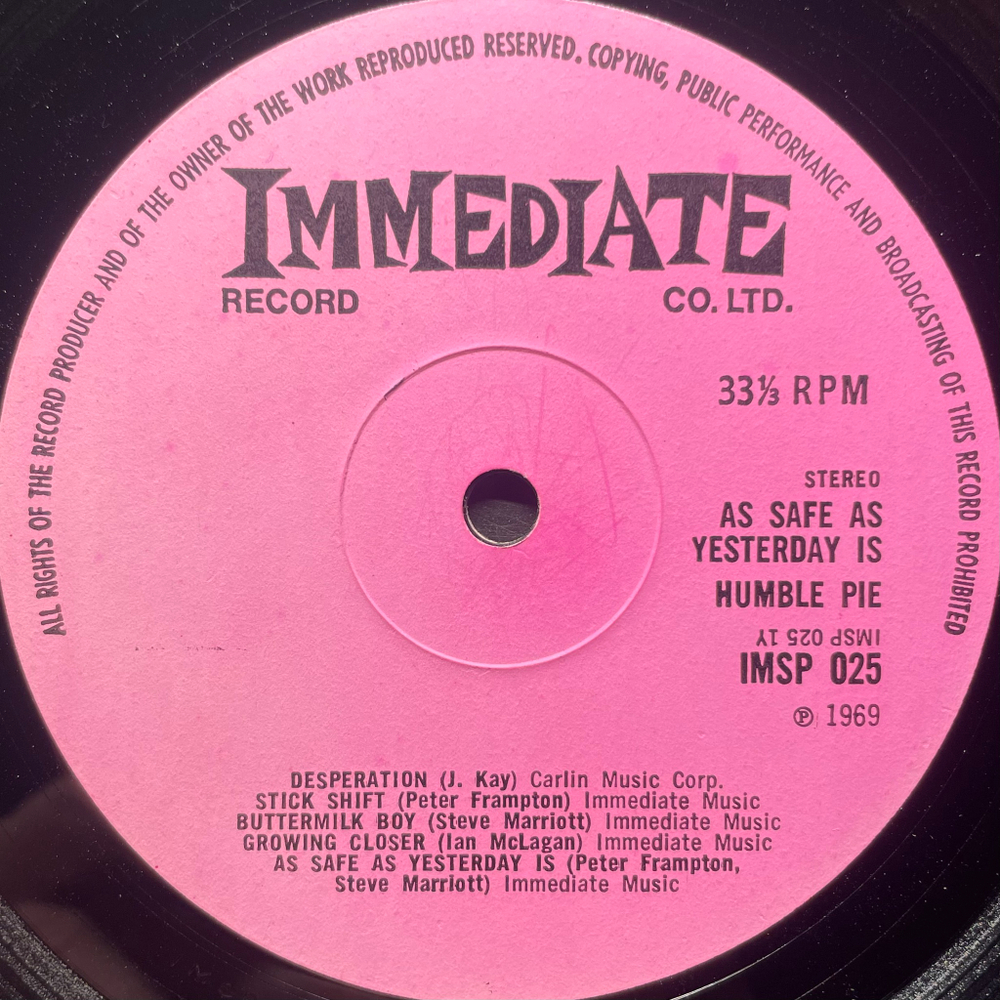 ALL RIGHTS OF THE RECORD PRODUCER AND OF THE OWNER OF THE WORK REPRODUCED RESERVED. COPYING, PUBLIC PERFORMANCE AND BROADCASTING OF THIS RECORD PROHIBITED
IMMEDIATE
RECORD CO. LTD.
33⅓ RPM
STEREO
AS SAFE AS
YESTERDAY IS
HUMBLE PIE
IMSP 025 1Y
IMSP 025
Ⓟ 1969
DESPERATION (J. Kay) Carlin Music Corp.
STICK SHIFT (Peter Frampton) Immediate Music
BUTTERMILK BOY (Steve Marriott) Immediate Music
GROWING CLOSER (Ian McLagan) Immediate Music
AS SAFE AS YESTERDAY IS (Peter Frampton,
Steve Marriott) Immediate Music